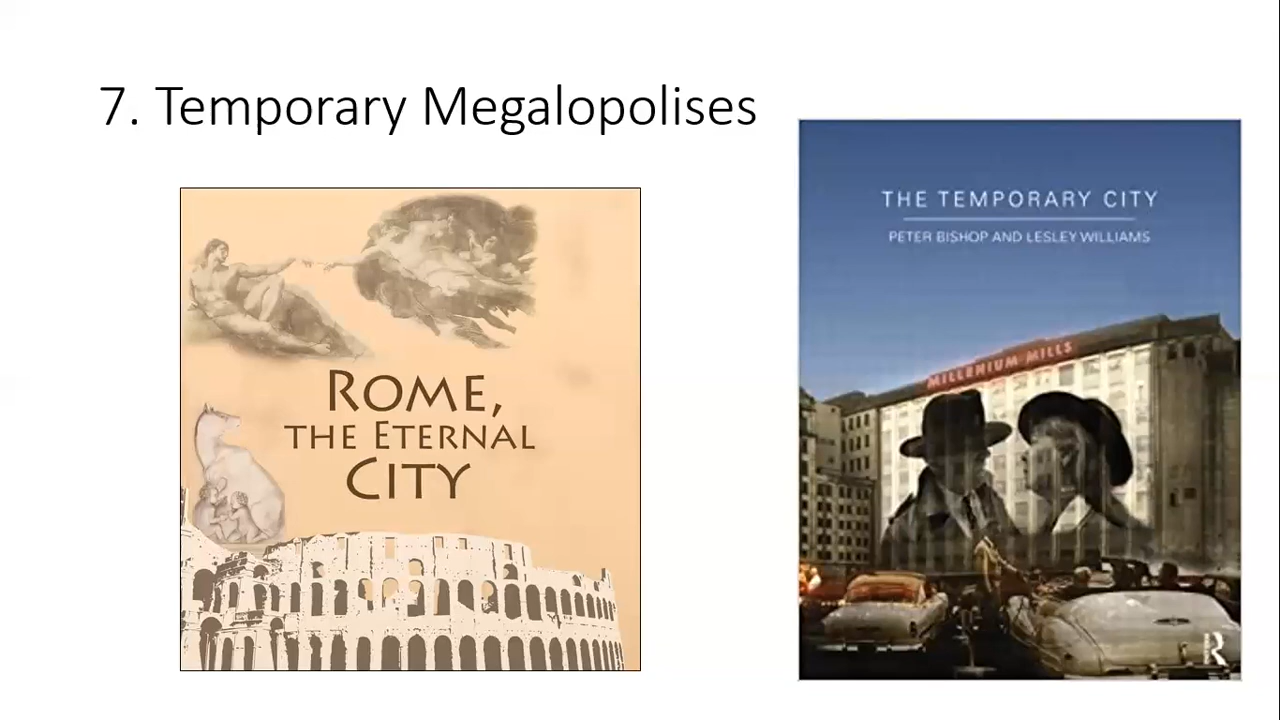 7. Temporary Megalopolises
ROME,
THE ETERNAL
CITY
THE TEMPORARY CITY
PETER BISHOP AND LESLEY WILLIAMS
MILLENIUM MILLS
R